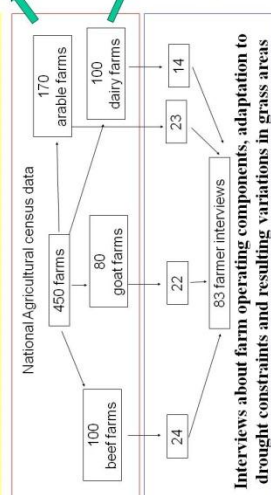 National Agricultural census data
450 farms
170
arable farms
100
dairy farms
80
goat farms
100
beef farms
14
23
22
24
83 farmer interviews
Interviews about farm operating components, adaptation to
drought constraints and resulting variations in grass areas